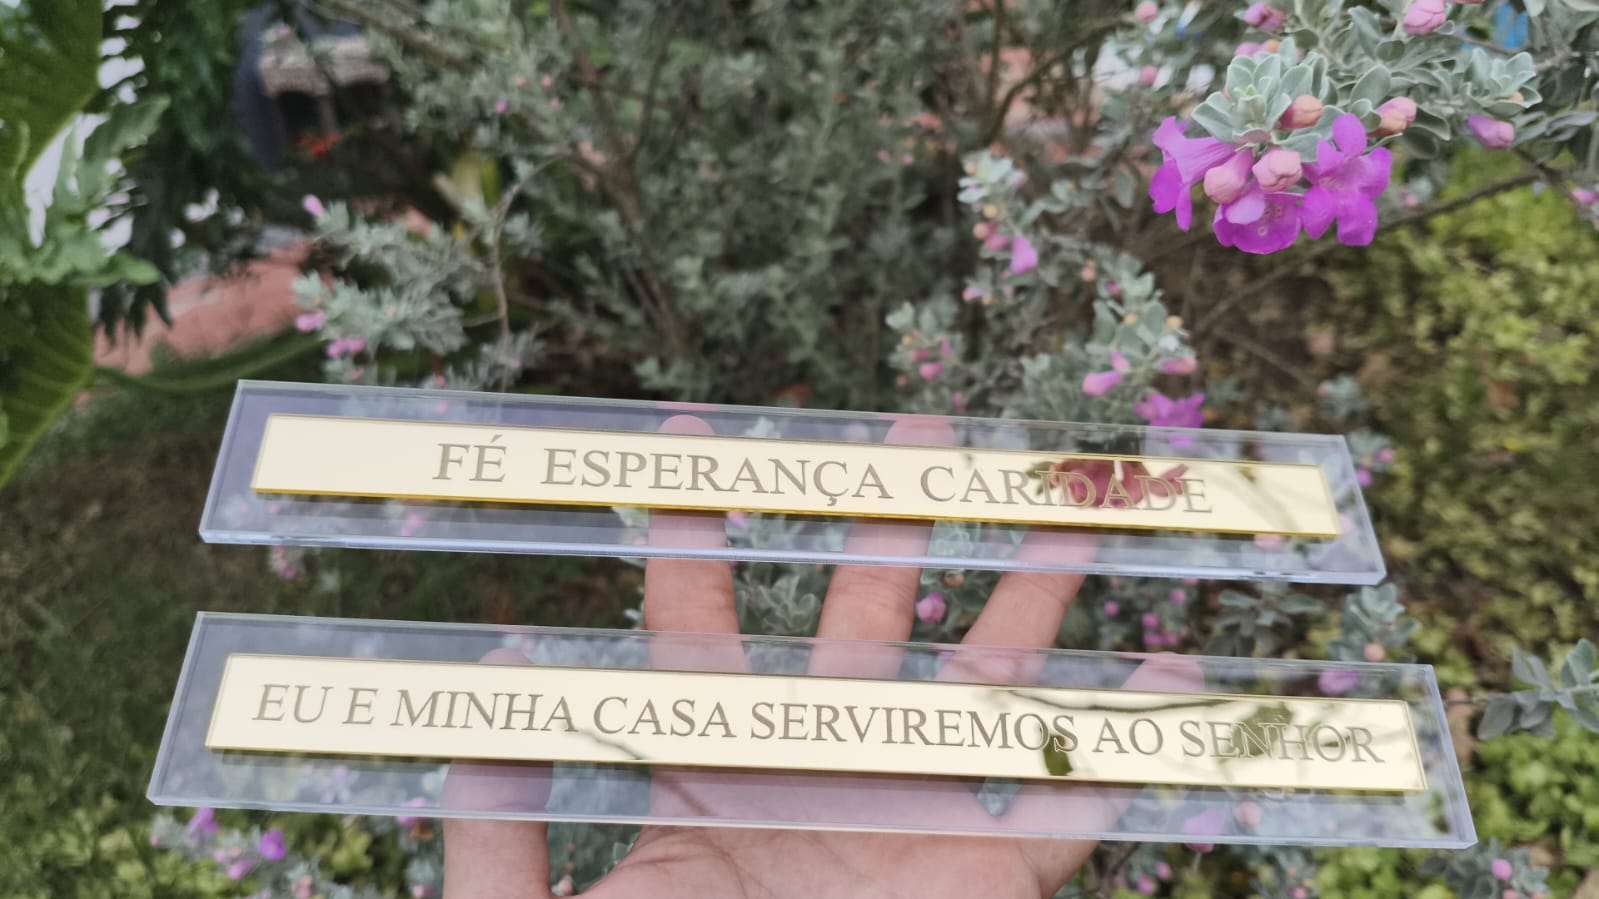 FÉ ESPERANÇA CARIDADE
EU E MINHA CASA SERVIREMOS AO SENHOR